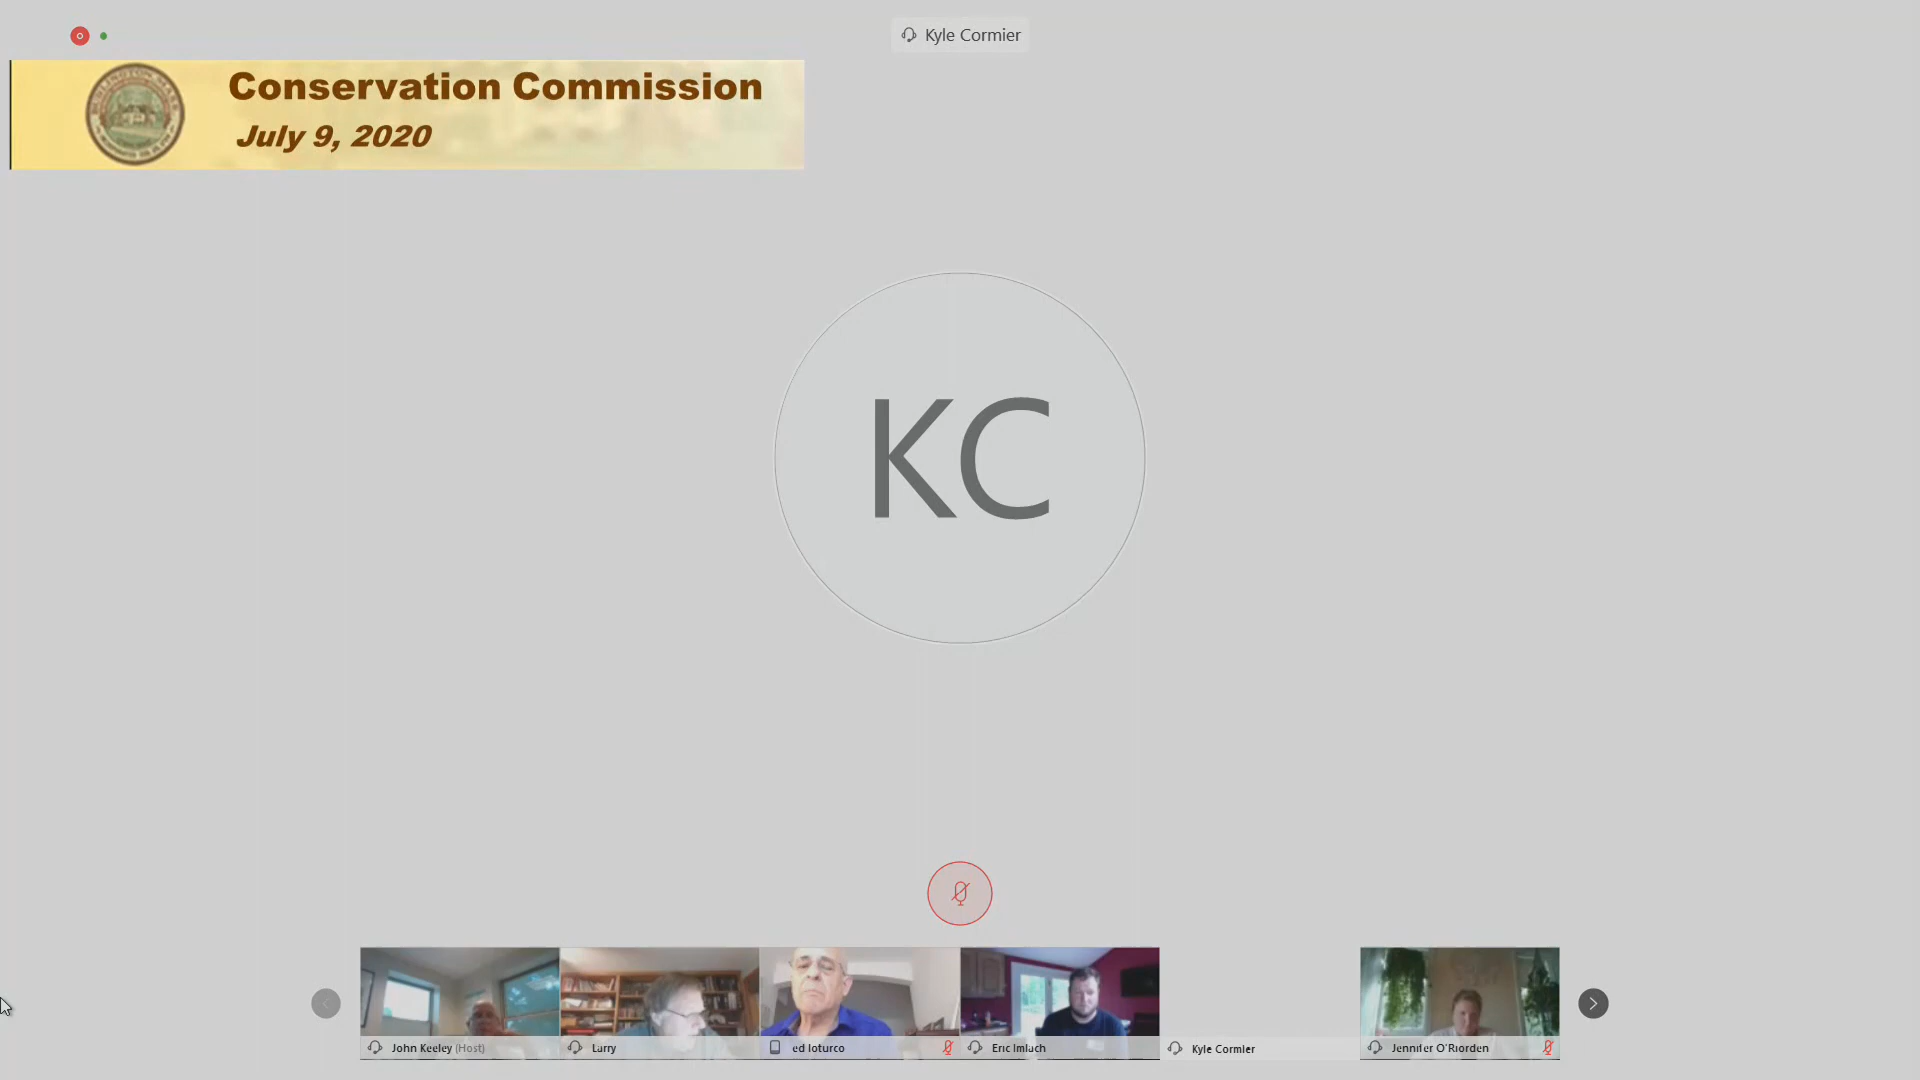 Kyle Cormier
Conservation Commission
July 9, 2020
KC
John Keeley (Host)
Larry
ed loturco
Eric Imlach
Kyle Cormier
Jennifer O'Riorden